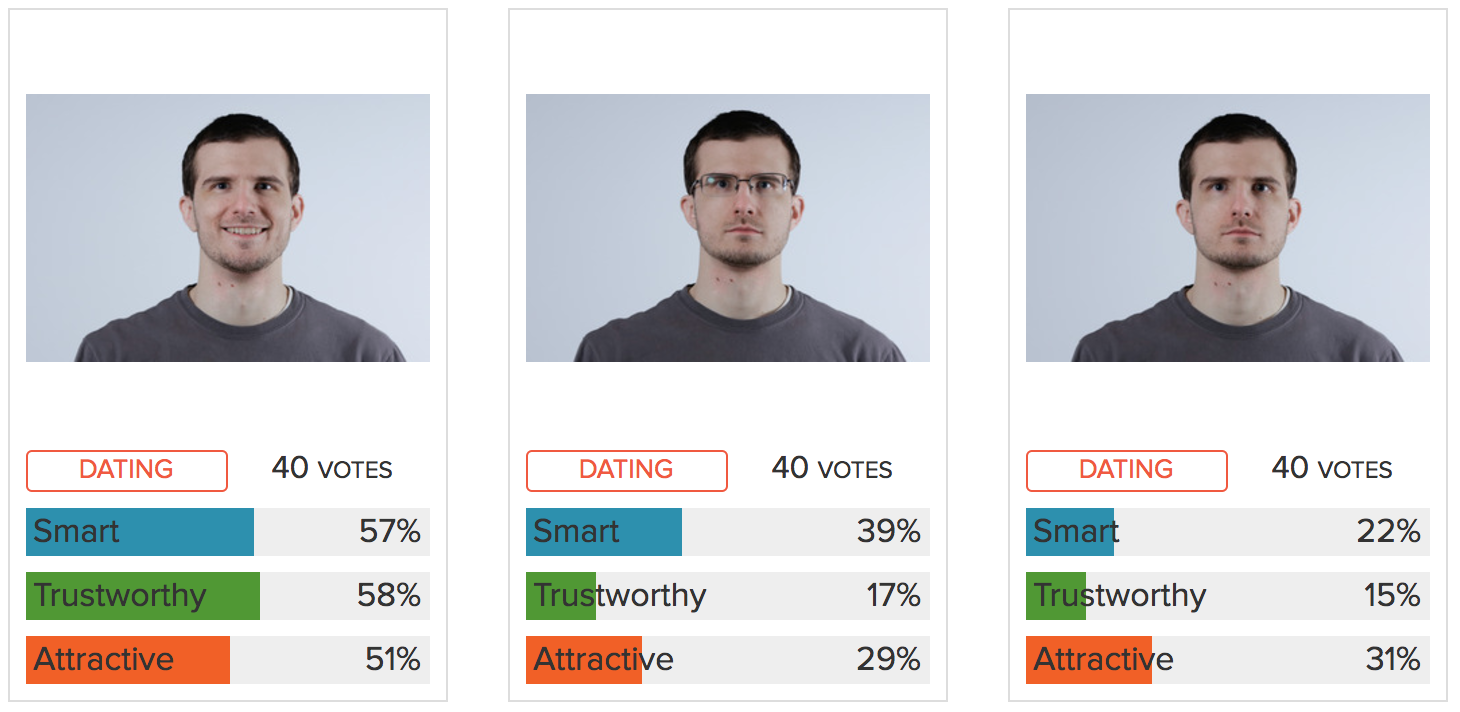 DATING 40 VOTES
Smart 57%
Trustworthy 58%
Attractive 51%
DATING 40 VOTES
Smart 39%
Trustworthy 17%
Attractive 29%
DATING 40 VOTES
Smart 22%
Trustworthy 15%
Attractive 31%